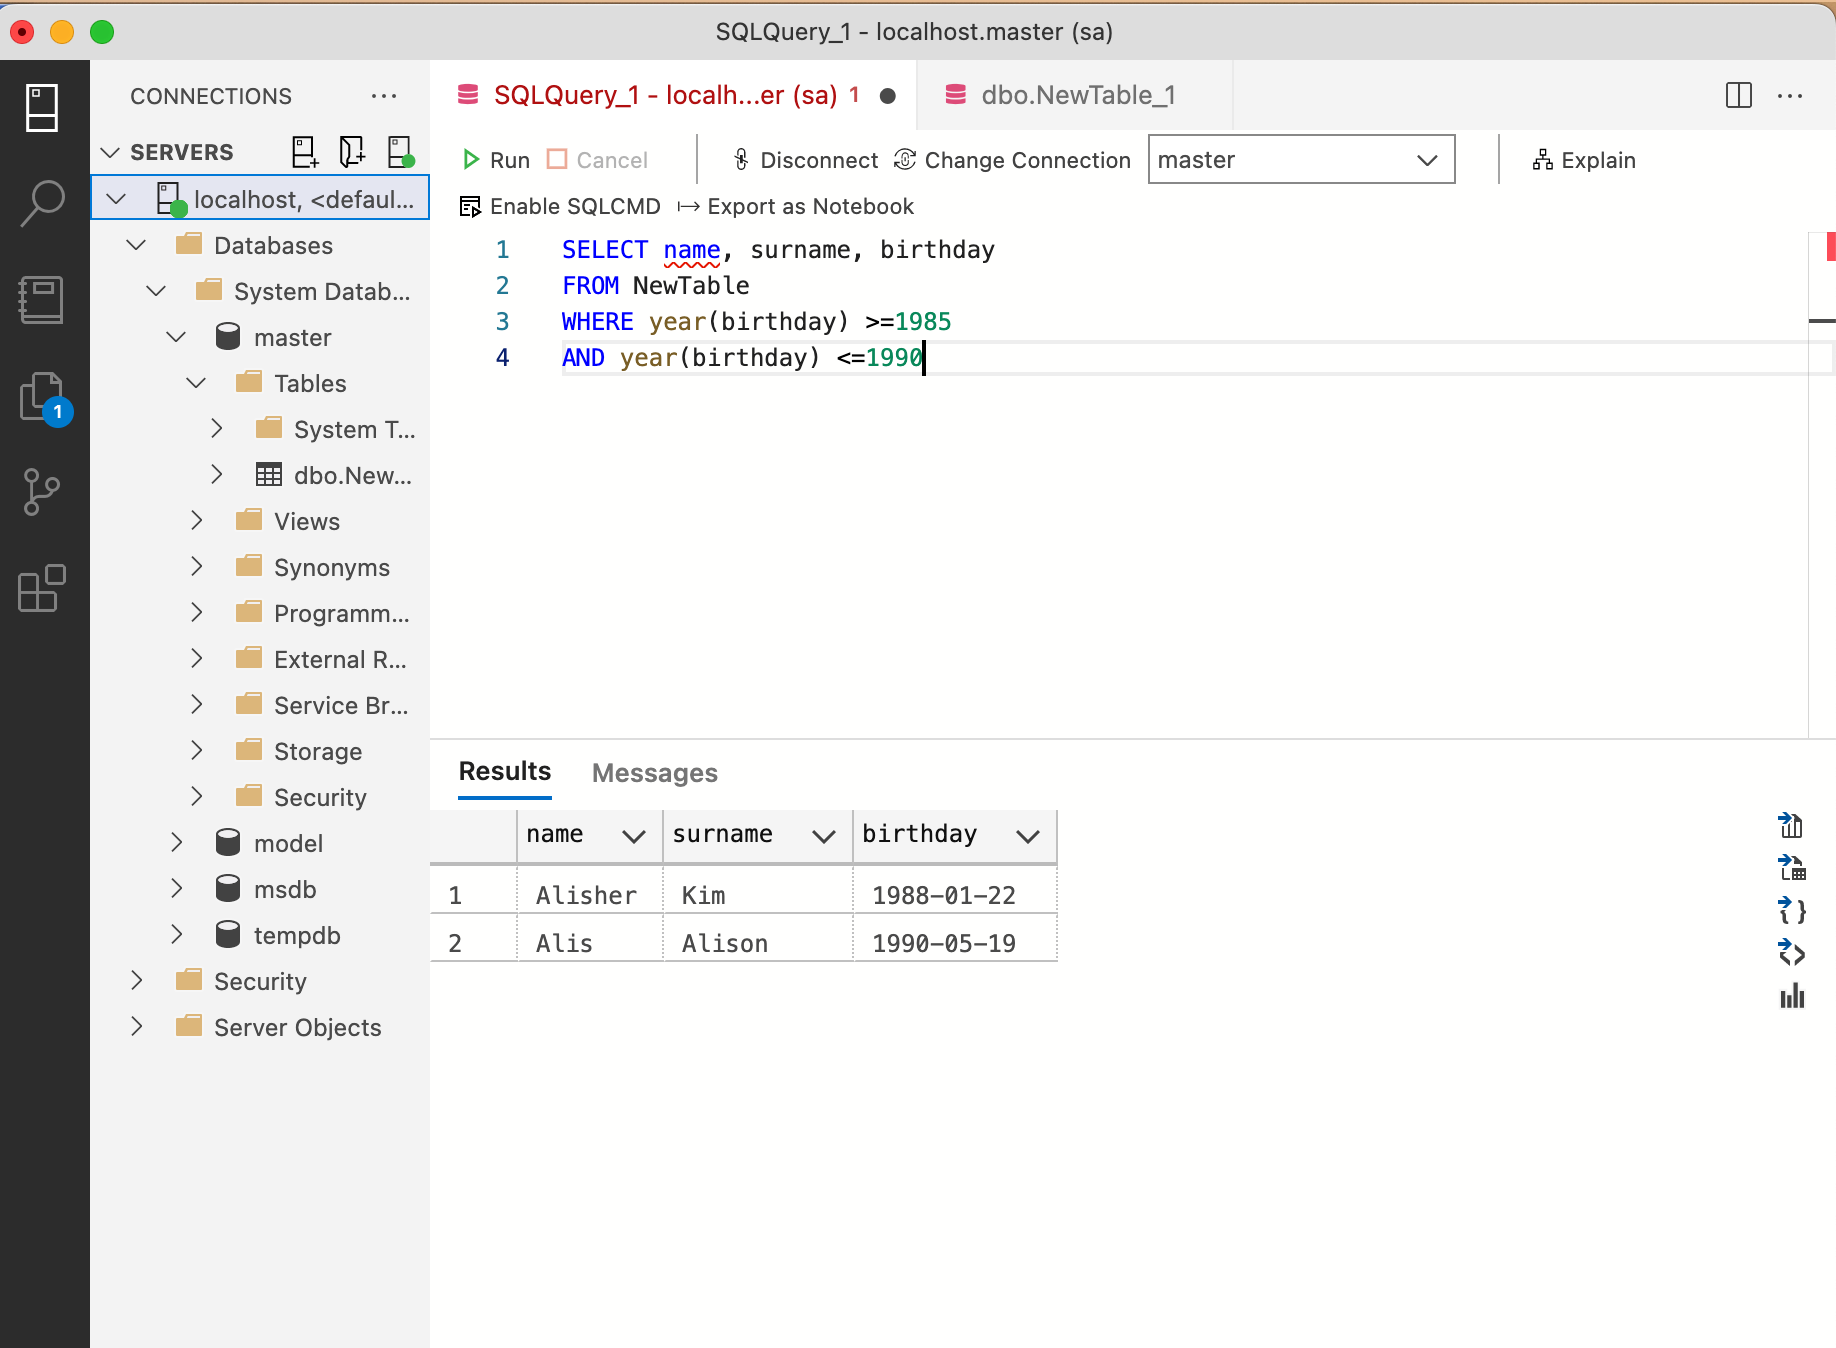 SQLQuery_1 - localhost.master (sa)
CONNECTIONS ...
SERVERS
localhost, <defaul...
Databases
System Datab...
master
Tables
System T...
dbo.New...
Views
Synonyms
Programm...
External R...
Service Br...
Storage
Security
model
msdb
tempdb
Security
Server Objects
1
SQLQuery_1 - localh...er (sa) 1
dbo.NewTable_1
Run Cancel Disconnect Change Connection master Explain
Enable SQLCMD Export as Notebook
1 SELECT name, surname, birthday
2 FROM NewTable
3 WHERE year(birthday) >=1985
4 AND year(birthday) <=1990
Results Messages
name surname birthday
1 Alisher Kim 1988-01-22
2 Alis Alison 1990-05-19